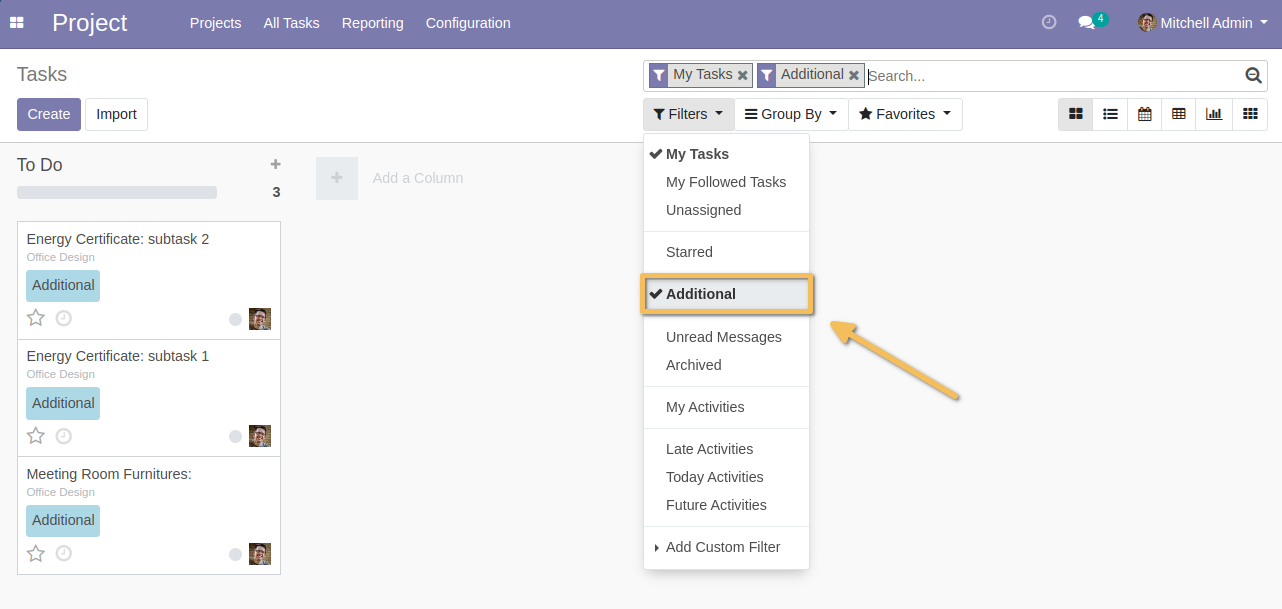 Project
Projects
All Tasks
Reporting
Configuration
4
Mitchell Admin
Tasks
My Tasks
Additional
Search...
Create
Import
Filters
Group By
Favorites
To Do
3
Add a Column
Energy Certificate: subtask 2
Office Design
Additional
Energy Certificate: subtask 1
Office Design
Additional
Meeting Room Furnitures:
Office Design
Additional
My Tasks
My Followed Tasks
Unassigned
Starred
Additional
Unread Messages
Archived
My Activities
Late Activities
Today Activities
Future Activities
Add Custom Filter